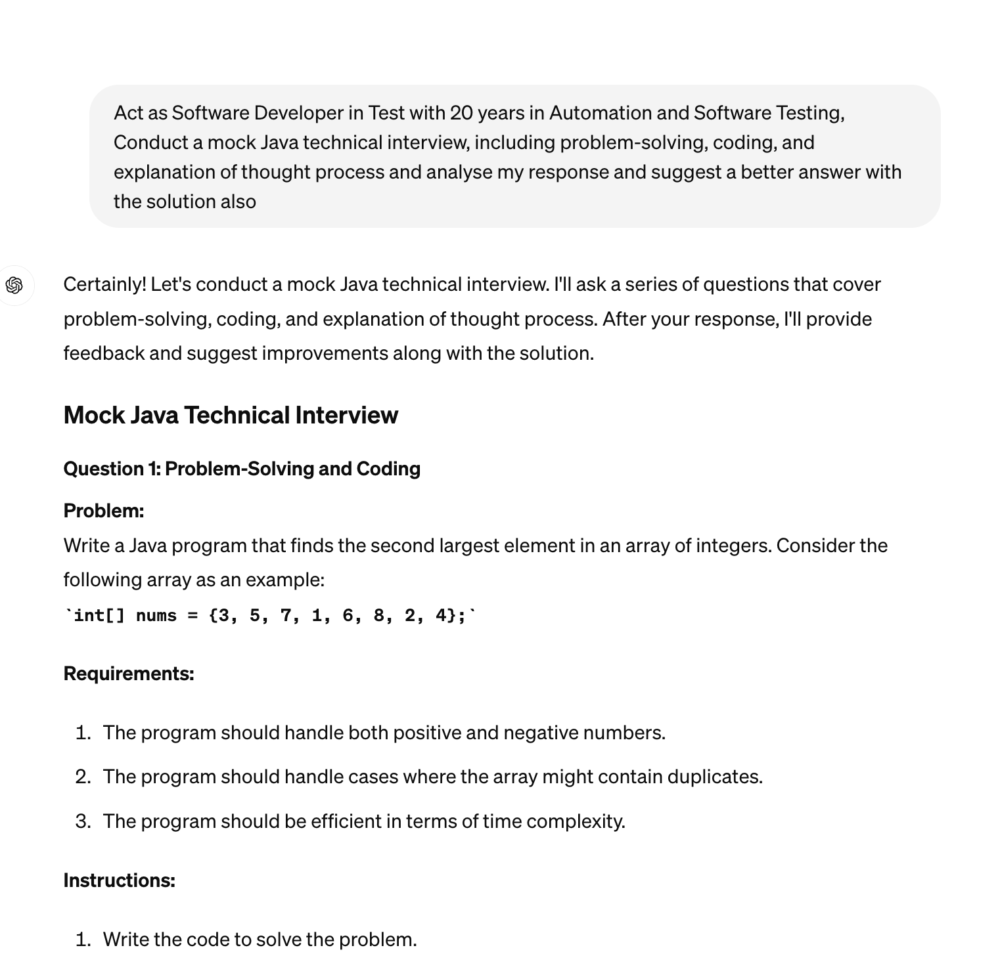 Act as Software Developer in Test with 20 years in Automation and Software Testing,
Conduct a mock Java technical interview, including problem-solving, coding, and
explanation of thought process and analyse my response and suggest a better answer with
the solution also
Certainly! Let's conduct a mock Java technical interview. I'll ask a series of questions that cover
problem-solving, coding, and explanation of thought process. After your response, I'll provide
feedback and suggest improvements along with the solution.
Mock Java Technical Interview
Question 1: Problem-Solving and Coding
Problem:
Write a Java program that finds the second largest element in an array of integers. Consider the
following array as an example:
`int[] nums = {3, 5, 7, 1, 6, 8, 2, 4};`
Requirements:
1. The program should handle both positive and negative numbers.
2. The program should handle cases where the array might contain duplicates.
3. The program should be efficient in terms of time complexity.
Instructions:
1. Write the code to solve the problem.